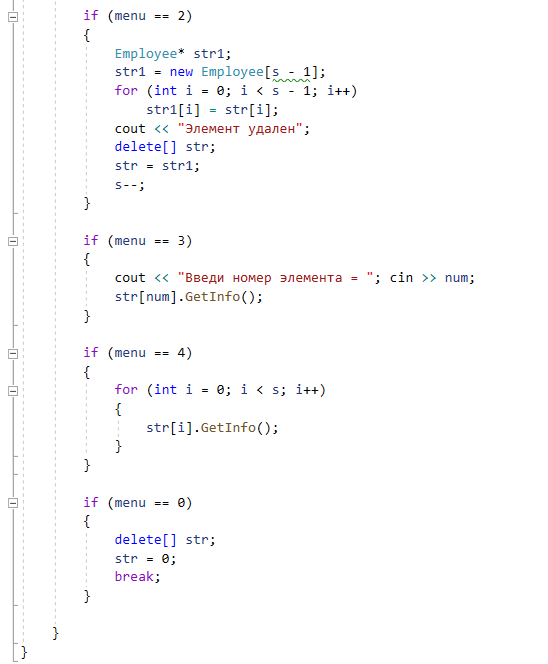 if (menu == 2)
{
Employee* str1;
str1 = new Employee[s - 1];
for (int i = 0; i < s - 1; i++)
str1[i] = str[i];
cout << "Элемент удален";
delete[] str;
str = str1;
s--;
}
if (menu == 3)
{
cout << "Введи номер элемента = "; cin >> num;
str[num].GetInfo();
}
if (menu == 4)
{
for (int i = 0; i < s; i++)
{
str[i].GetInfo();
}
}
if (menu == 0)
{
delete[] str;
str = 0;
break;
}
}
}